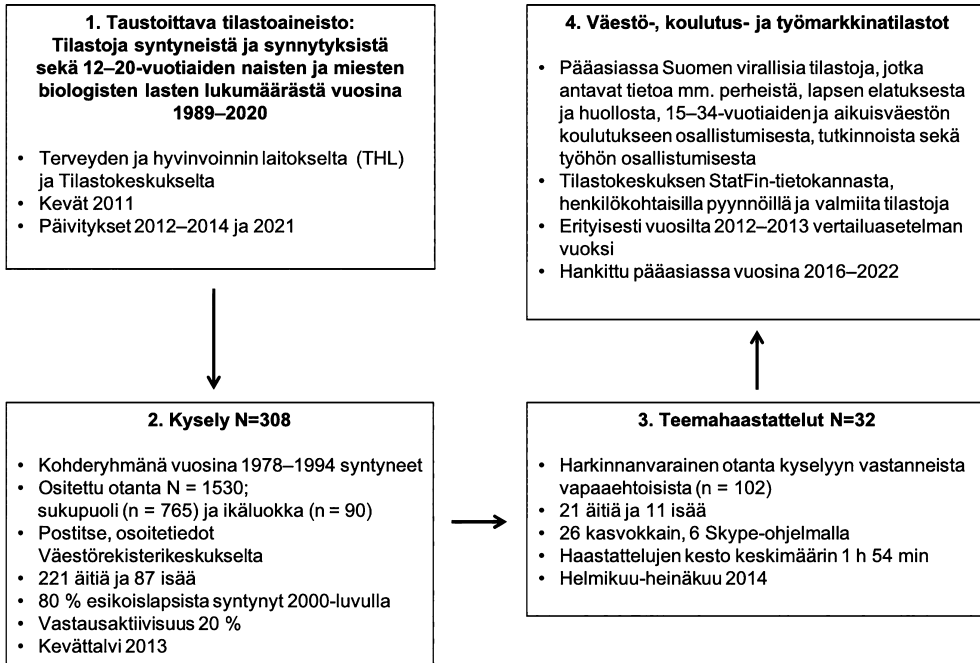 1. Taustoittava tilastoaineisto:
Tilastoja syntyneistä ja synnytyksistä
sekä 12–20-vuotiaiden naisten ja miesten
biologisten lasten lukumäärästä vuosina
1989–2020
• Terveyden ja hyvinvoinnin laitokselta (THL)
ja Tilastokeskukselta
• Kevät 2011
• Päivitykset 2012–2014 ja 2021
2. Kysely N=308
• Kohderyhmänä vuosina 1978–1994 syntyneet
• Ositettu otanta N = 1530;
sukupuoli (n = 765) ja ikäluokka (n = 90)
• Postitse, osoitetiedot
Väestörekisterikeskukselta
• 221 äitiä ja 87 isää
• 80 % esikoislapsista syntynyt 2000-luvulla
• Vastausaktiivisuus 20 %
• Kevättalvi 2013
3. Teemahaastattelut N=32
• Harkinnanvarainen otanta kyselyyn vastanneista
vapaaehtoisista (n = 102)
• 21 äitiä ja 11 isää
• 26 kasvokkain, 6 Skype-ohjelmalla
• Haastattelujen kesto keskimäärin 1 h 54 min
• Helmikuu-heinäkuu 2014
4. Väestö-, koulutus- ja työmarkkinatilastot
• Pääasiassa Suomen virallisia tilastoja, jotka
antavat tietoa mm. perheistä, lapsen elatuksesta
ja huollosta, 15–34-vuotiaiden ja aikuisväestön
koulutukseen osallistumisesta, tutkinnoista sekä
työhön osallistumisesta
• Tilastokeskuksen StatFin-tietokannasta,
henkilökohtaisilla pyynnöillä ja valmiita tilastoja
• Erityisesti vuosilta 2012–2013 vertailuasetelman
vuoksi
• Hankittu pääasiassa vuosina 2016–2022